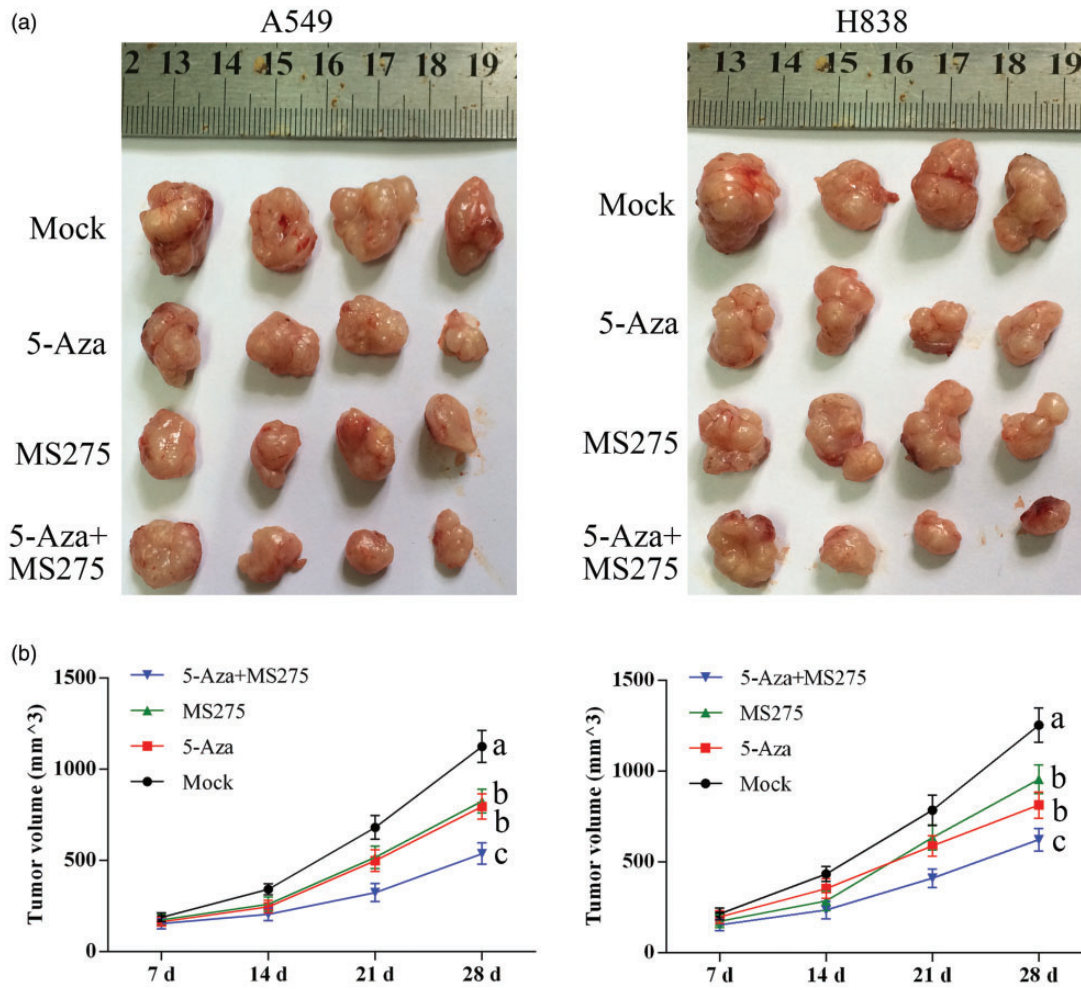 (a)
A549
2 13 14 15 16 17 18 19
Mock
5-Aza
MS275
5-Aza+
MS275
H838
13 14 15 16 17 18 19
Mock
5-Aza
MS275
5-Aza+
MS275
(b)
Tumor volume (mm^3)
1500
1000
500
0
5-Aza+MS275
MS275
5-Aza
Mock
a
b
b
c
7 d 14 d 21 d 28 d
Tumor volume (mm^3)
1500
1000
500
0
5-Aza+MS275
MS275
5-Aza
Mock
a
b
b
c
7 d 14 d 21 d 28 d